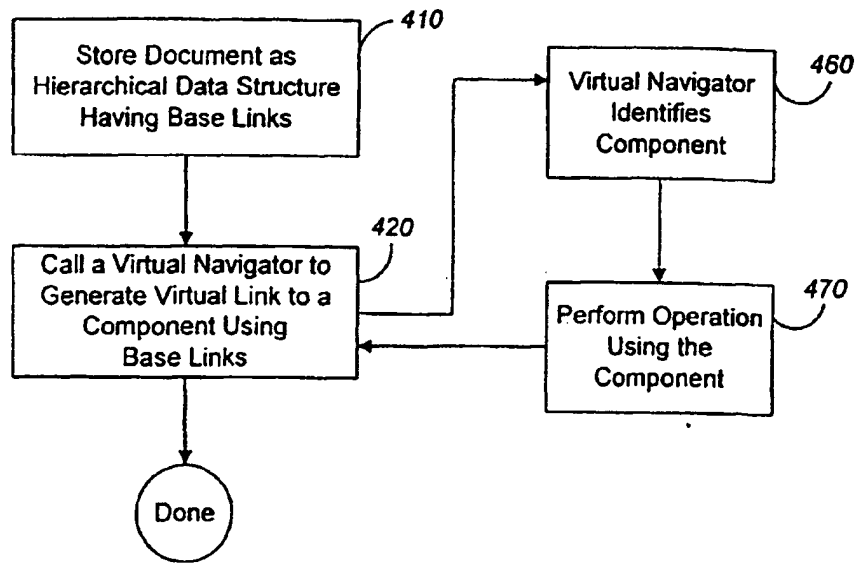 410
Store Document as
Hierarchical Data Structure
Having Base Links
460
Virtual Navigator
Identifies
Component
420
Call a Virtual Navigator to
Generate Virtual Link to a
Component Using
Base Links
470
Perform Operation
Using the
Component
Done